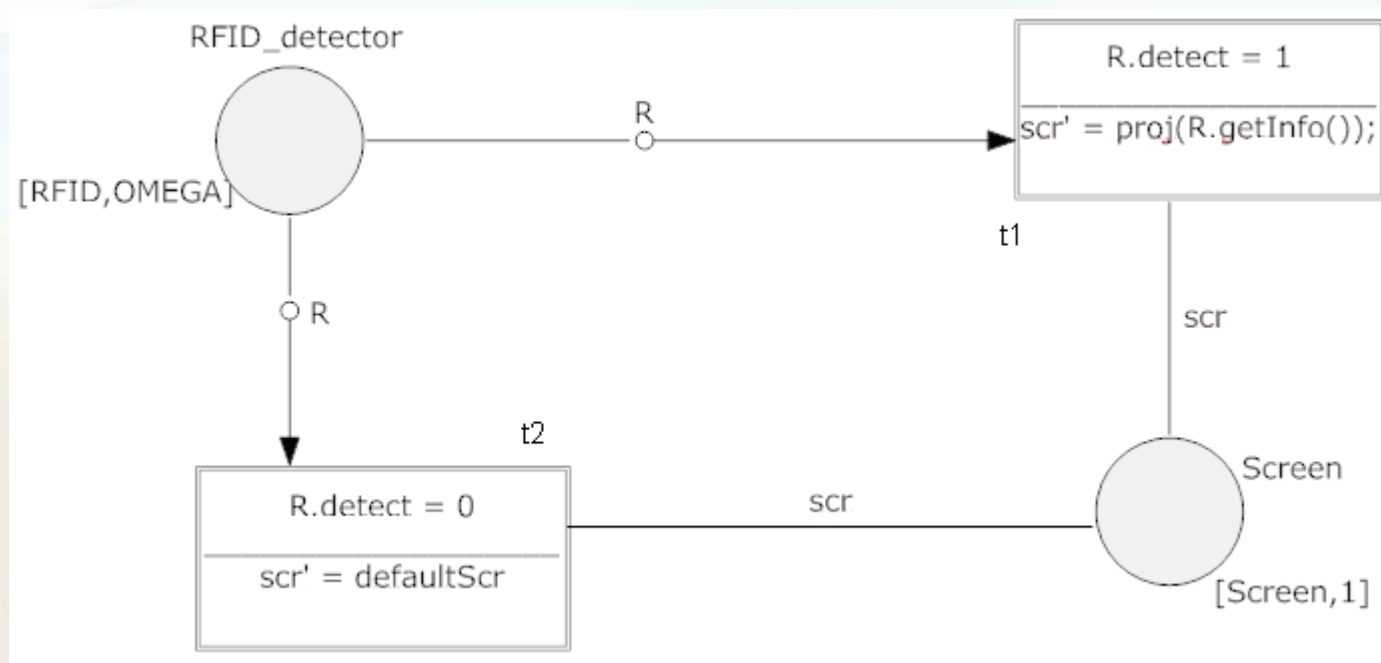 RFID_detector
R.detect = 1
scr' = proj(R.getInfo());
R
[RFID,OMEGA]
t1
R
scr
t2
R.detect = 0
scr' = defaultScr
scr
Screen
[Screen,1]